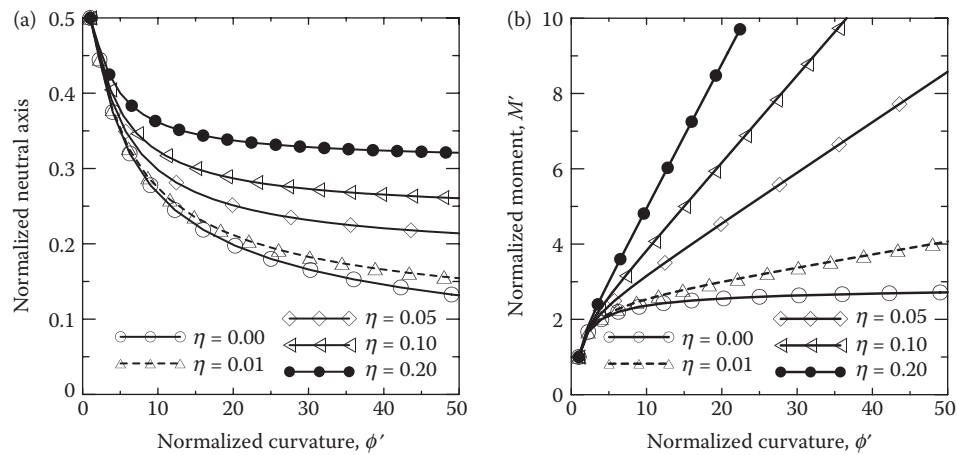 (a)
0.5
0.4
0.3
0.2
0.1
0
Normalized neutral axis
η = 0.00
η = 0.01
η = 0.05
η = 0.10
η = 0.20
0 10 20 30 40 50
Normalized curvature, ϕ′
(b)
10
8
6
4
2
0
Normalized moment, M′
η = 0.00
η = 0.01
η = 0.05
η = 0.10
η = 0.20
0 10 20 30 40 50
Normalized curvature, ϕ′